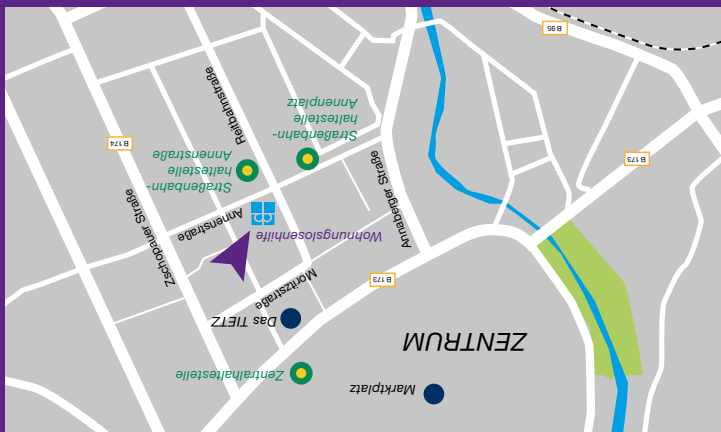 Marktplatz
Zentralhaltestelle
ZENTRUM
Das TIETZ
Moritzstraße
B 173
Wohnungslosenhilfe
Zschopauer Straße
Annenstraße
Annaberger Straße
Straßenbahn-
haltestelle
Annenstraße
B 173
B 174
Straßenbahn-
haltestelle
Annenplatz
Reitbahnstraße
B 95